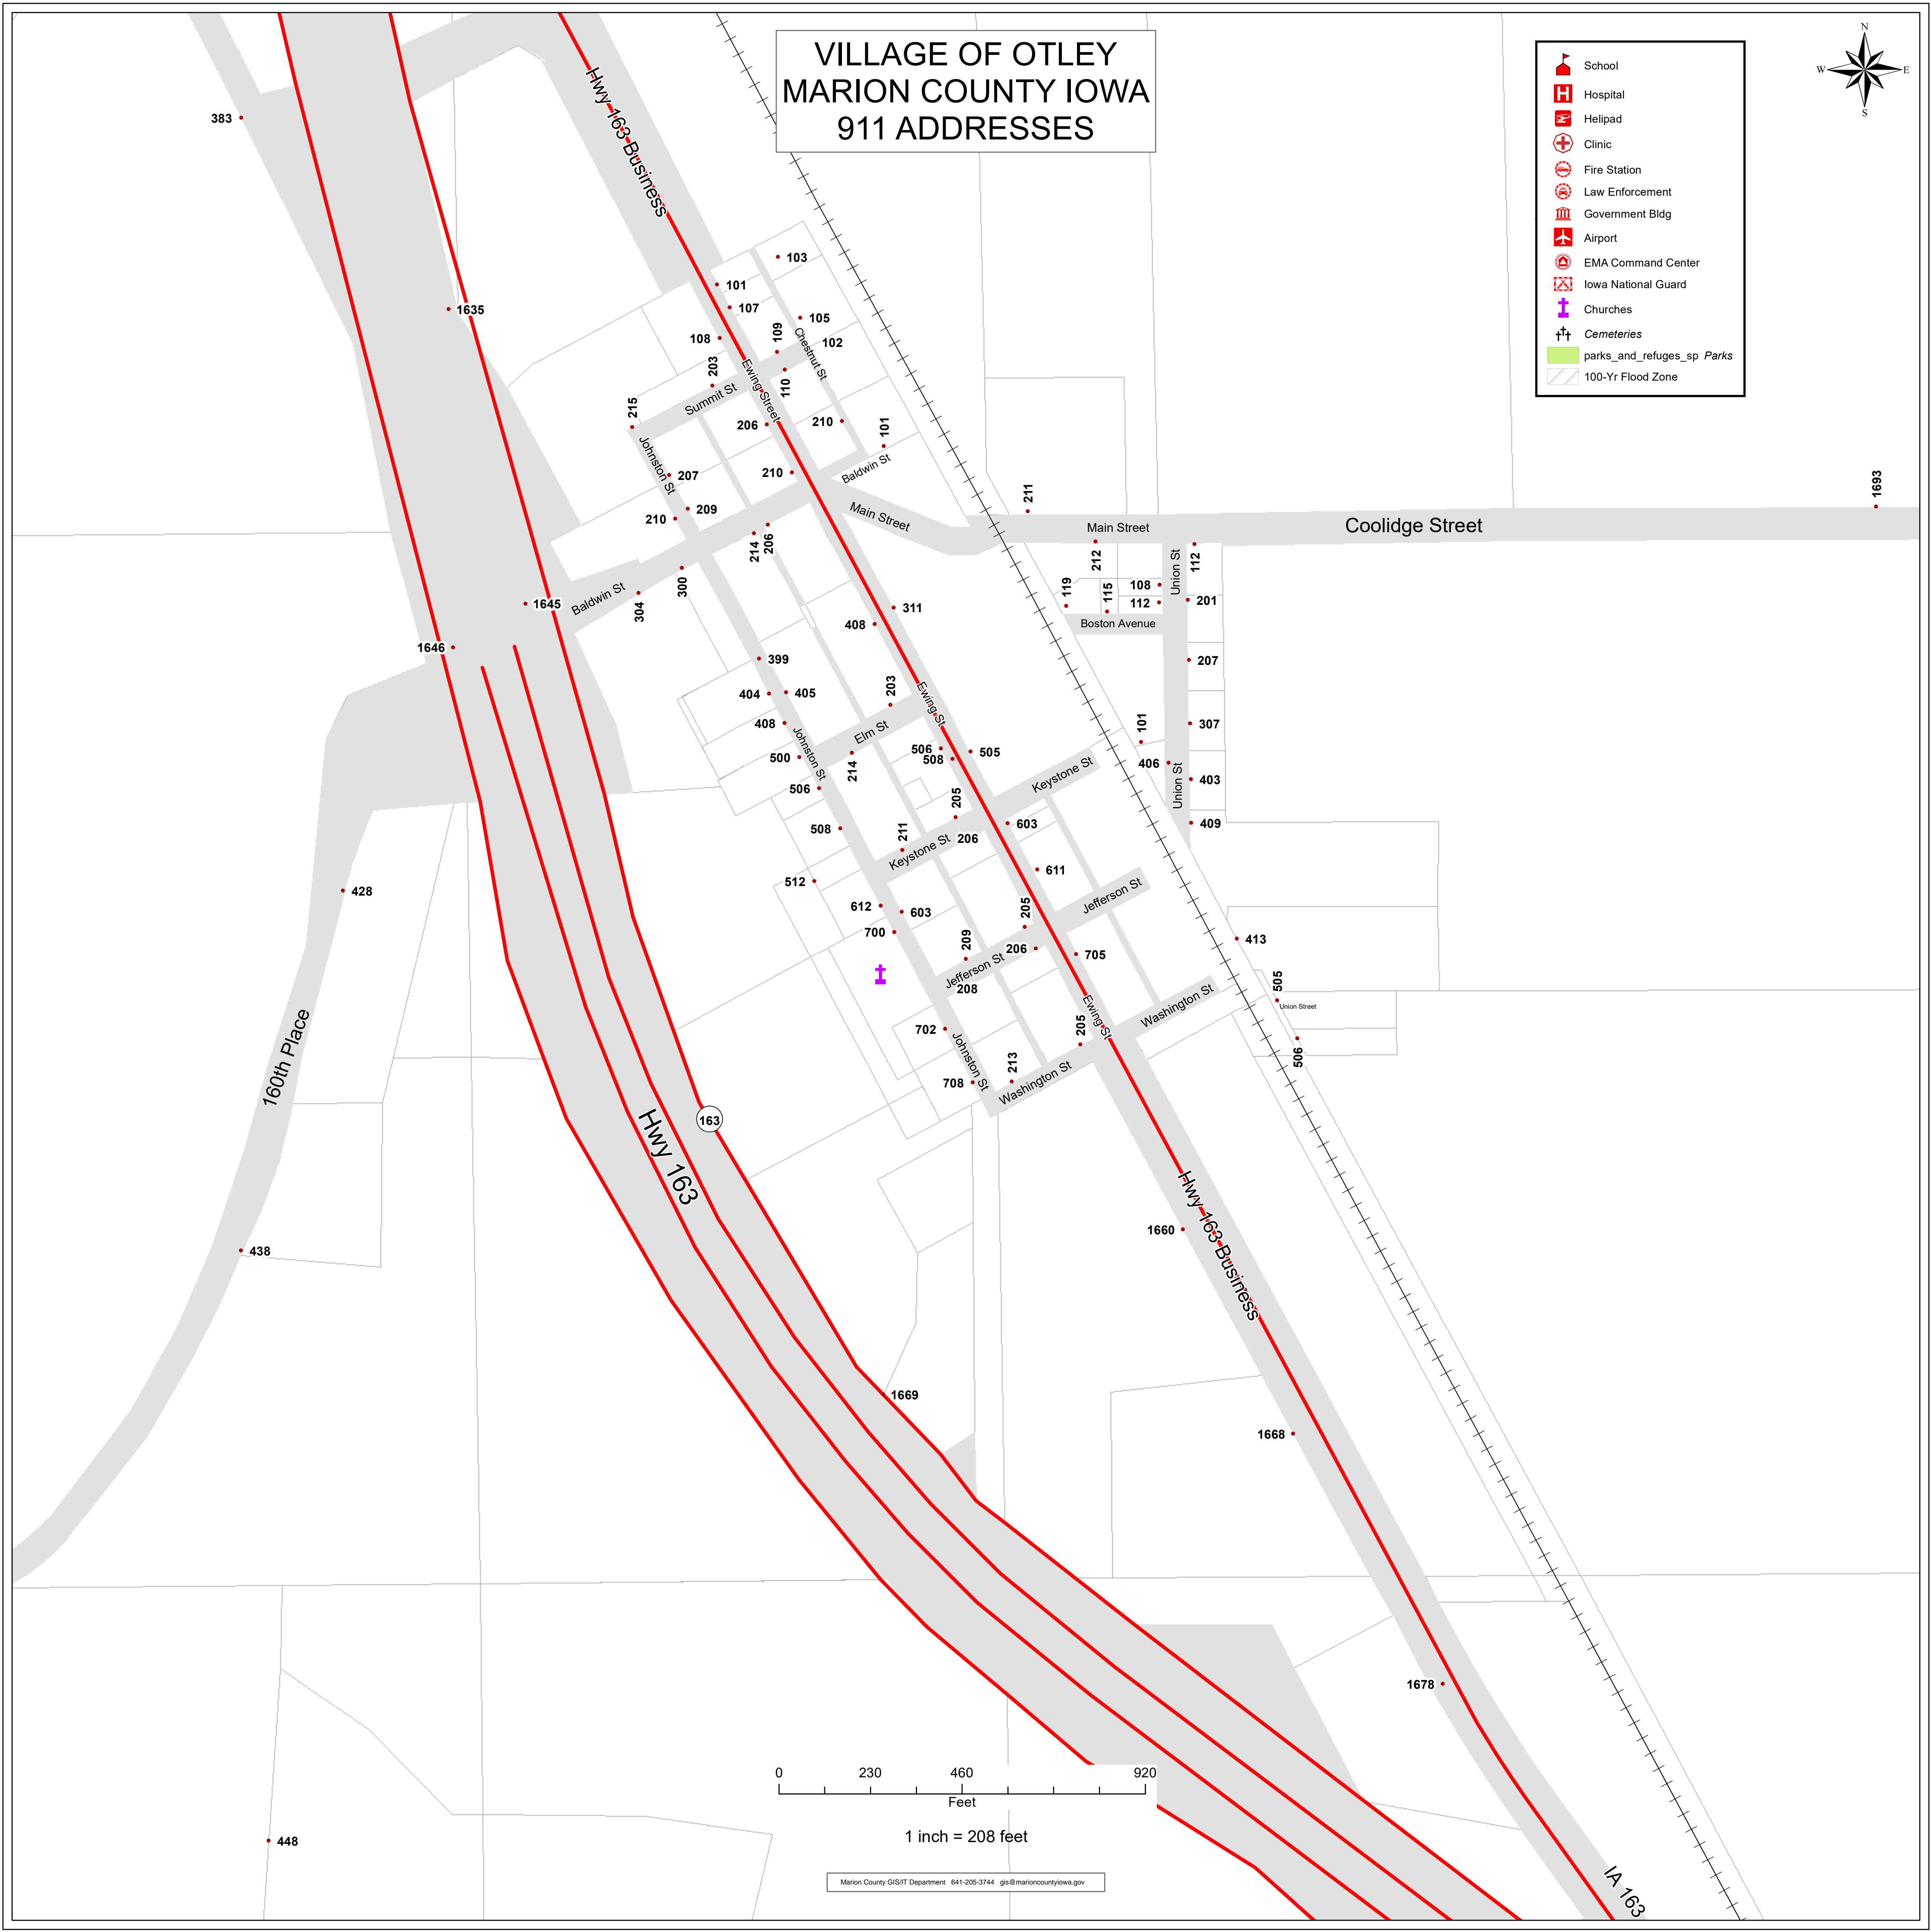 VILLAGE OF OTLEY
MARION COUNTY IOWA
911 ADDRESSES
N
W E
S
School
Hospital
Helipad
Clinic
Fire Station
Law Enforcement
Government Bldg
Airport
EMA Command Center
Iowa National Guard
Churches
Cemeteries
parks_and_refuges_sp Parks
100-Yr Flood Zone
Hwy 163 Business
383
1635
103
101
107
105
108
109
102
Chestnut St
203
110
Ewing Street
Summit St
215
206
210
101
Johnston St
207
210
Baldwin St
209
210
Main Street
214
206
211
Main Street
Coolidge Street
1693
212
Union St
112
119
115
108
112
201
Boston Avenue
300
304
Baldwin St
1645
1646
311
408
399
404
405
408
203
Ewing St
Elm St
Johnston St
500
214
506
508
505
506
207
307
101
406
403
Union St
409
Keystone St
205
603
206
211
Keystone St
508
512
612
603
700
611
Jefferson St
205
206
209
Jefferson St
208
705
413
505
Union Street
506
Ewing St
Washington St
205
702
Johnston St
213
708
Washington St
428
160th Place
438
163
Hwy 163
1660
Hwy 163 Business
1669
1668
1678
448
IA 163
0 230 460 920
Feet
1 inch = 208 feet
Marion County GIS/IT Department 641-205-3744 gis@marioncountyiowa.gov